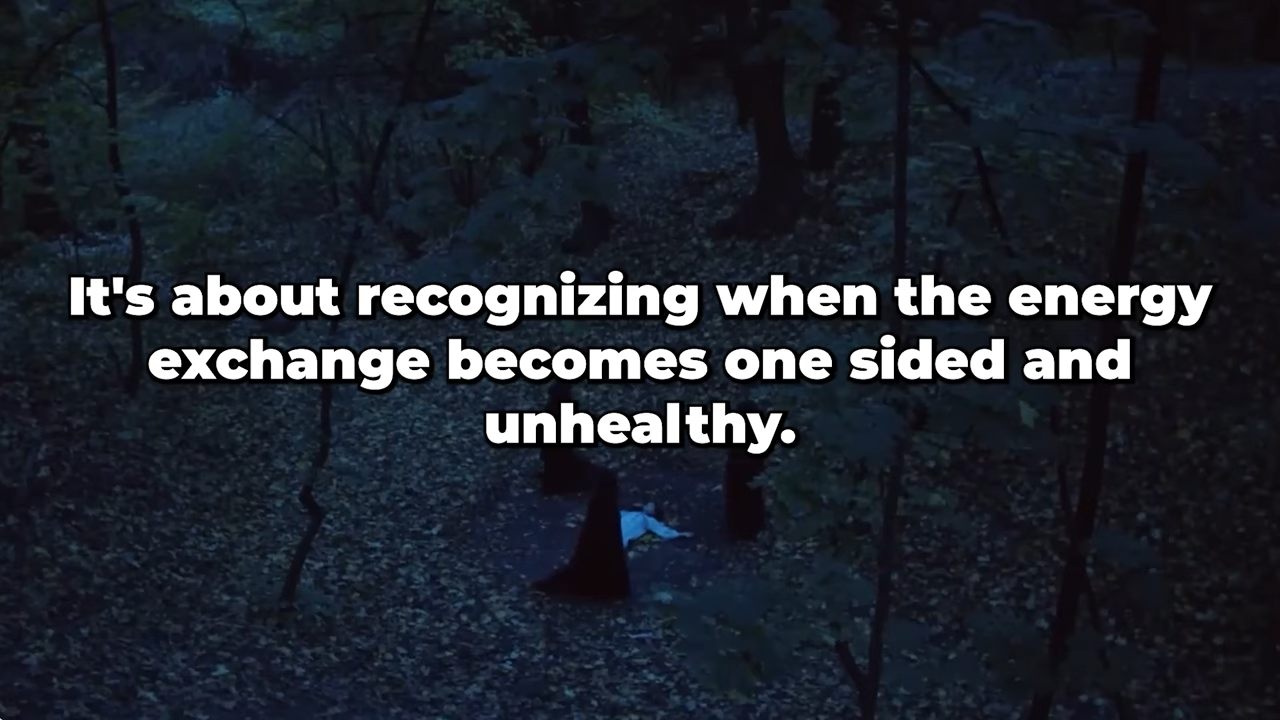 It's about recognizing when the energy
exchange becomes one sided and
unhealthy.